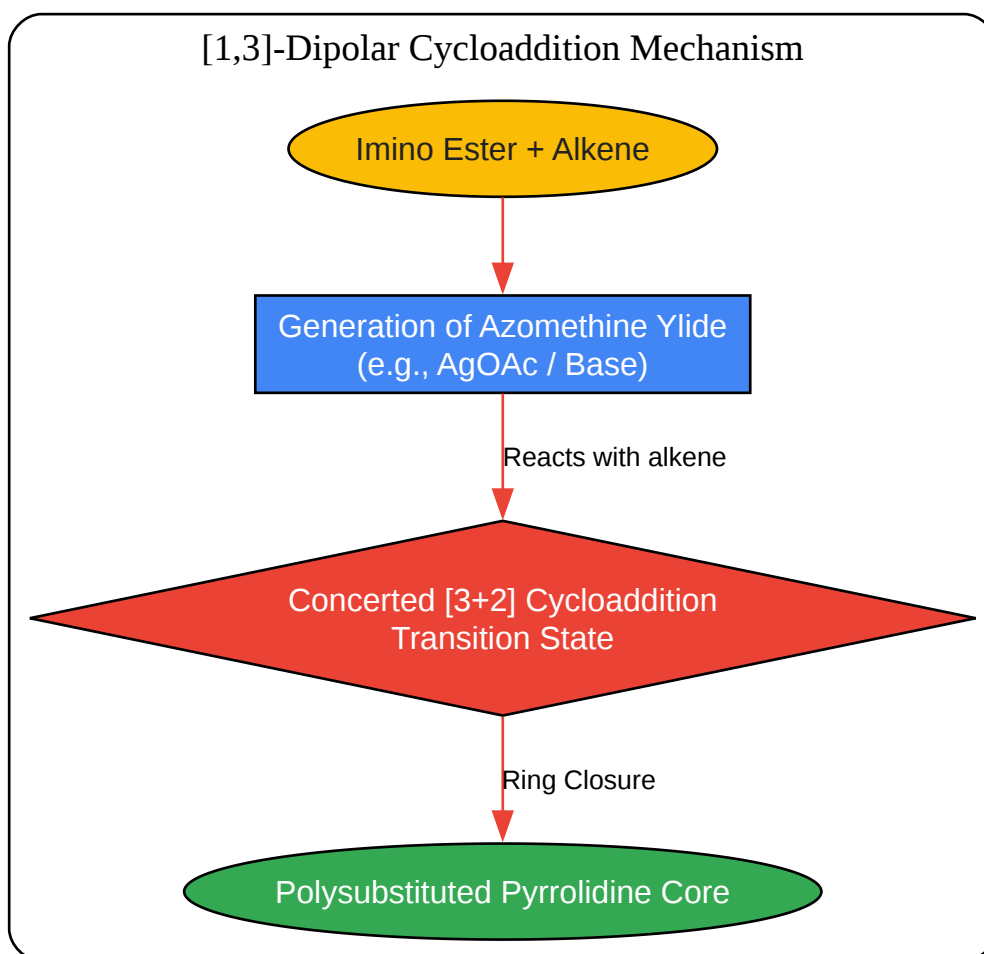 [1,3]-Dipolar Cycloaddition Mechanism
Imino Ester + Alkene
Generation of Azomethine Ylide
(e.g., AgOAc / Base)
Reacts with alkene
Concerted [3+2] Cycloaddition
Transition State
Ring Closure
Polysubstituted Pyrrolidine Core